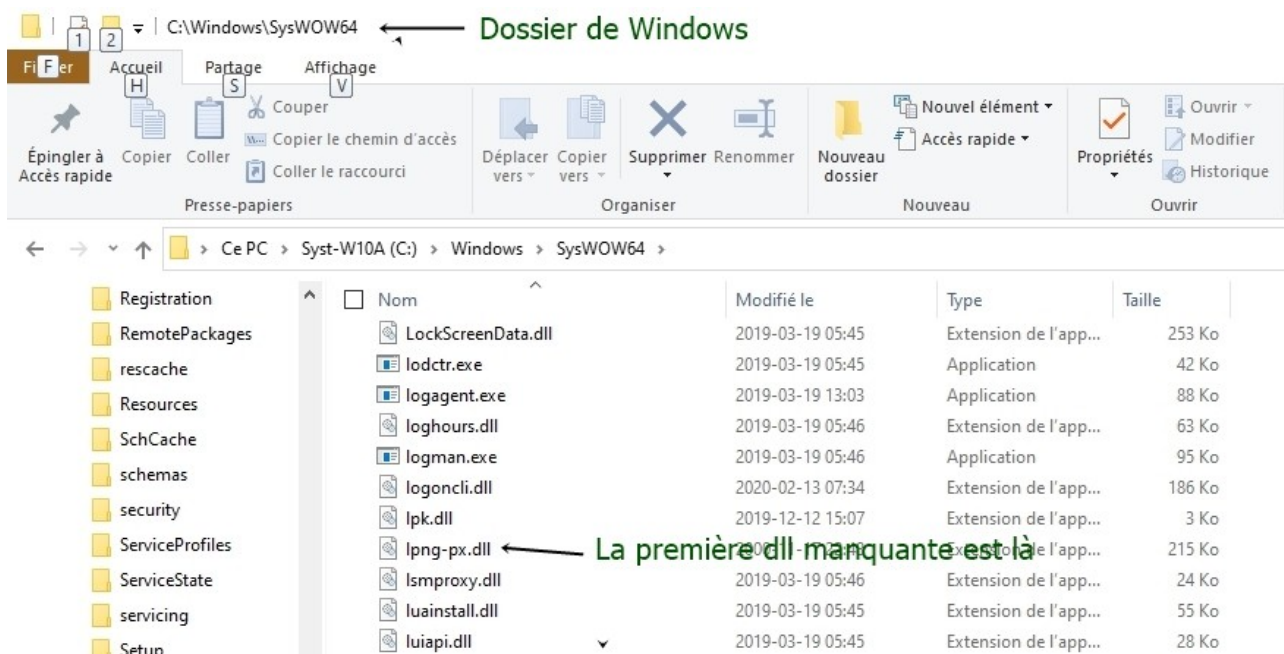 1 2 C:\Windows\SysWOW64 Dossier de Windows
F Accueil Partage Affichage
H S V
Couper
Copier le chemin d'accès
Coller le raccourci
Épingler à Accès rapide
Copier
Coller
Presse-papiers
Déplacer vers
Copier vers
Supprimer
Renommer
Organiser
Nouveau dossier
Nouvel élément
Accès rapide
Nouveau
Propriétés
Ouvrir
Modifier
Historique
Ouvrir
Ce PC > Syst-W10A (C:) > Windows > SysWOW64 >
Registration
RemotePackages
rescache
Resources
SchCache
schemas
security
ServiceProfiles
ServiceState
servicing
Setup
Nom Modifié le Type Taille
LockScreenData.dll 2019-03-19 05:45 Extension de l'app... 253 Ko
lodctr.exe 2019-03-19 05:45 Application 42 Ko
logagent.exe 2019-03-19 13:03 Application 88 Ko
loghours.dll 2019-03-19 05:46 Extension de l'app... 63 Ko
logman.exe 2019-03-19 05:46 Application 95 Ko
logoncli.dll 2020-02-13 07:34 Extension de l'app... 186 Ko
lpk.dll 2019-12-12 15:07 Extension de l'app... 3 Ko
lpng-px.dll La première dll manquante est là 215 Ko
lsmproxy.dll 2019-03-19 05:46 Extension de l'app... 24 Ko
luainstall.dll 2019-03-19 05:45 Extension de l'app... 55 Ko
luiapi.dll 2019-03-19 05:45 Extension de l'app... 28 Ko